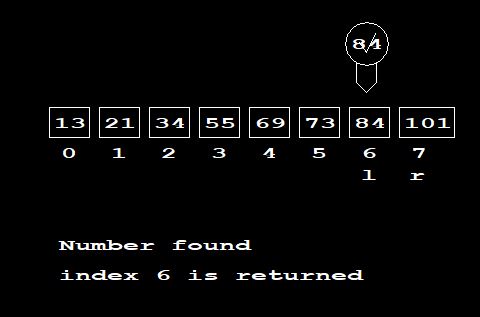 84
13 21 34 55 69 73 84 101
0 1 2 3 4 5 6 7
l r
Number found
index 6 is returned